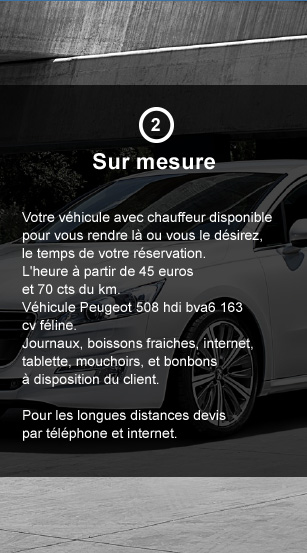 2
Sur mesure
Votre véhicule avec chauffeur disponible
pour vous rendre là ou vous le désirez,
le temps de votre réservation.
L'heure à partir de 45 euros
et 70 cts du km.
Véhicule Peugeot 508 hdi bva6 163
cv féline.
Journaux, boissons fraiches, internet,
tablette, mouchoirs, et bonbons
à disposition du client.
Pour les longues distances devis
par téléphone et internet.